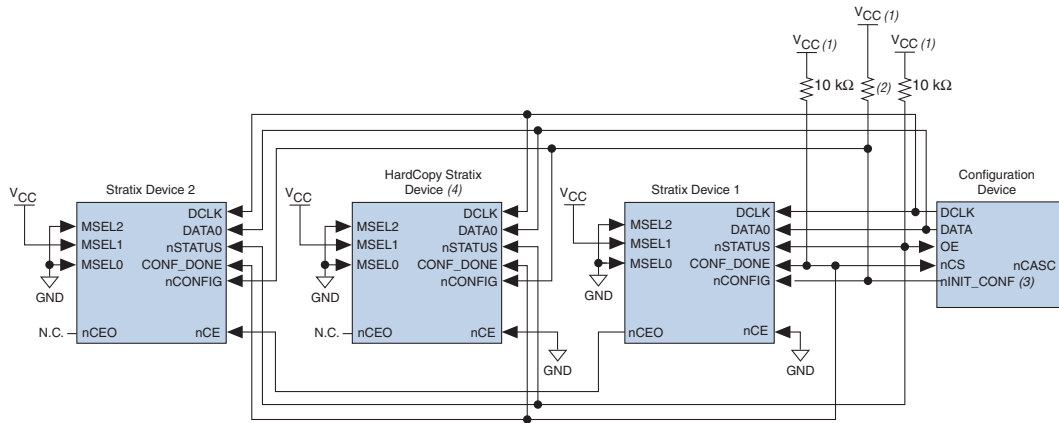 VCC (1)
VCC (1)
VCC (1)
10 kΩ
(2)
10 kΩ
VCC
Stratix Device 2
MSEL2
MSEL1
MSEL0
GND
DCLK
DATA0
nSTATUS
CONF_DONE
nCONFIG
N.C.
nCEO
nCE
VCC
HardCopy Stratix
Device (4)
MSEL2
MSEL1
MSEL0
GND
DCLK
DATA0
nSTATUS
CONF_DONE
nCONFIG
N.C.
nCEO
nCE
GND
VCC
Stratix Device 1
MSEL2
MSEL1
MSEL0
GND
DCLK
DATA0
nSTATUS
CONF_DONE
nCONFIG
nCEO
nCE
GND
Configuration
Device
DCLK
DATA
OE
nCS
nCASC
nINIT_CONF (3)